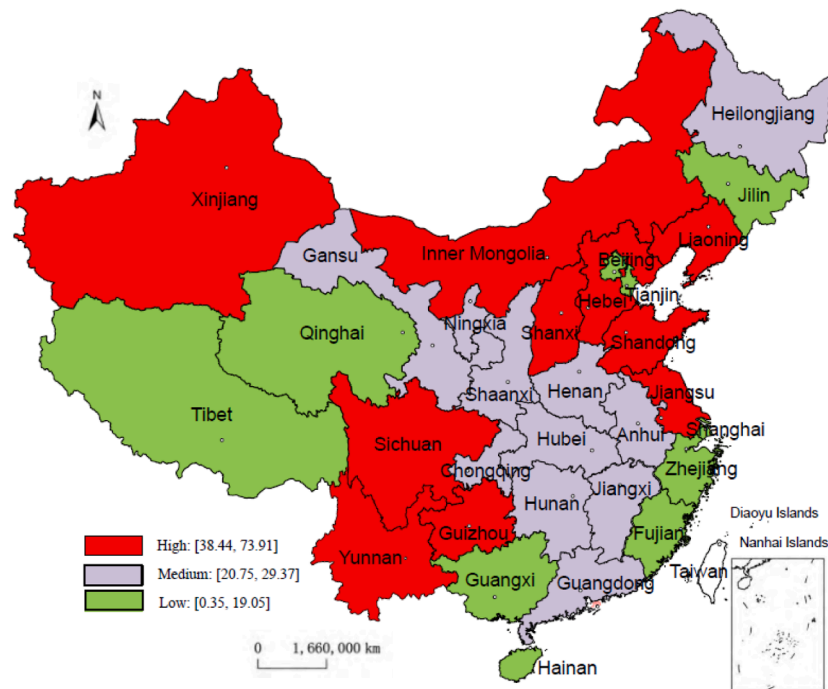 N
Heilongjiang
Jilin
Xinjiang
Liaoning
Inner Mongolia
Gansu
Beijing
Tianjin
Hebei
Ningxia
Shanxi
Qinghai
Shandong
Shaanxi
Henan
Jiangsu
Tibet
Sichuan
Anhui
Shanghai
Hubei
Chongqing
Zhejiang
Hunan
Jiangxi
Diaoyu Islands
Guizhou
Fujian
Nanhai Islands
High: [38.44, 73.91]
Yunnan
Taiwan
Medium: [20.75, 29.37]
Guangxi
Guangdong
Low: [0.35, 19.05]
0 1,660,000 km
Hainan